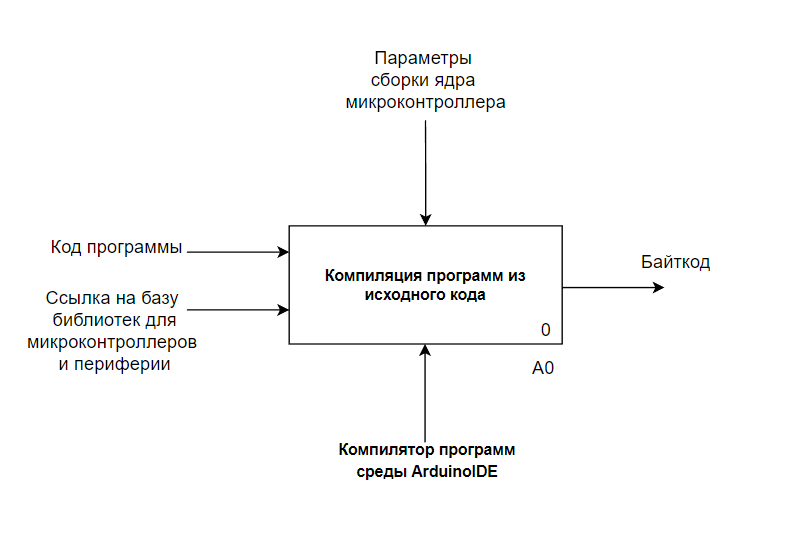 Параметры
сборки ядра
микроконтроллера
Код программы
Ссылка на базу
библиотек для
микроконтроллеров
и периферии
Компиляция программ из
исходного кода
0
A0
Байткод
Компилятор программ
среды ArduinoIDE